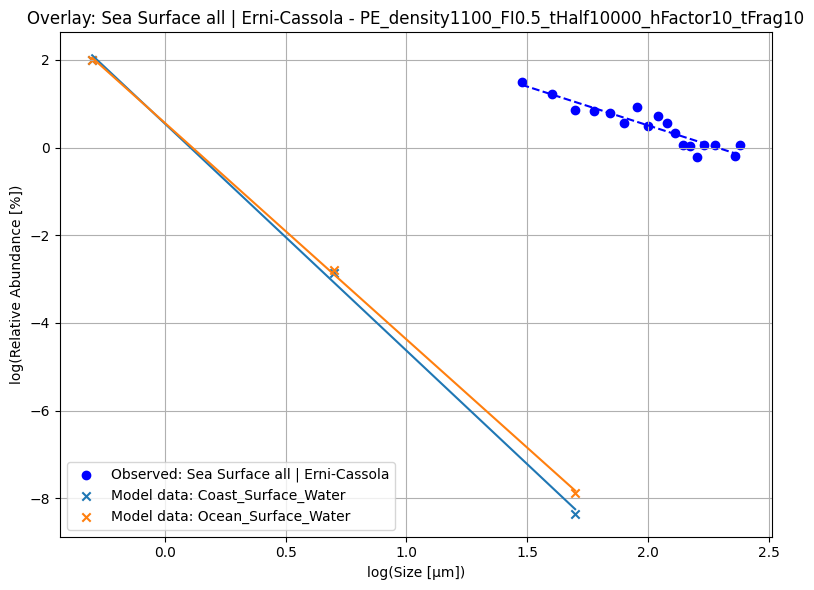 Overlay: Sea Surface all | Erni-Cassola - PE_density1100_FI0.5_tHalf10000_hFactor10_tFrag10
log(Relative Abundance [%])
2
0
−2
−4
−6
−8
Observed: Sea Surface all | Erni-Cassola
Model data: Coast_Surface_Water
Model data: Ocean_Surface_Water
0.0 0.5 1.0 1.5 2.0 2.5
log(Size [µm])